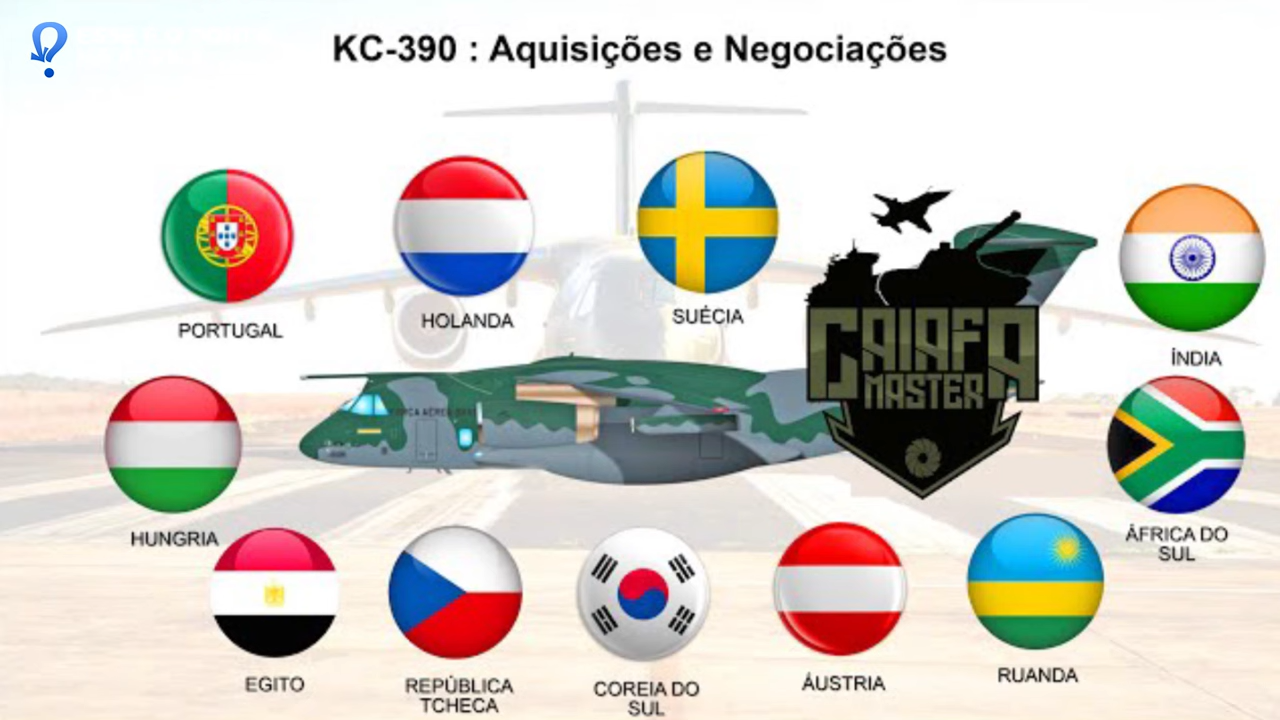 KC-390 : Aquisições e Negociações
PORTUGAL
HOLANDA
SUÉCIA
ÍNDIA
CAIAFA
MASTER
HUNGRIA
ÁFRICA DO
SUL
EGITO
REPÚBLICA
TCHECA
COREIA DO
SUL
ÁUSTRIA
RUANDA